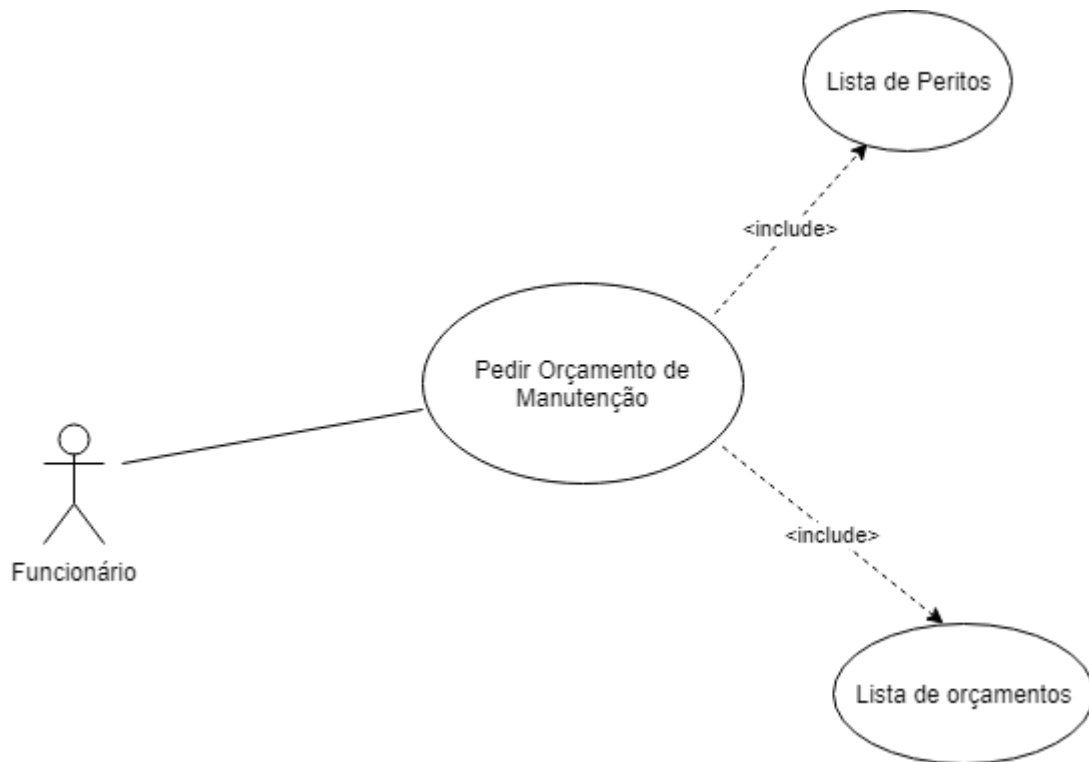 Lista de Peritos
<include>
Pedir Orçamento de
Manutenção
Funcionário
<include>
Lista de orçamentos